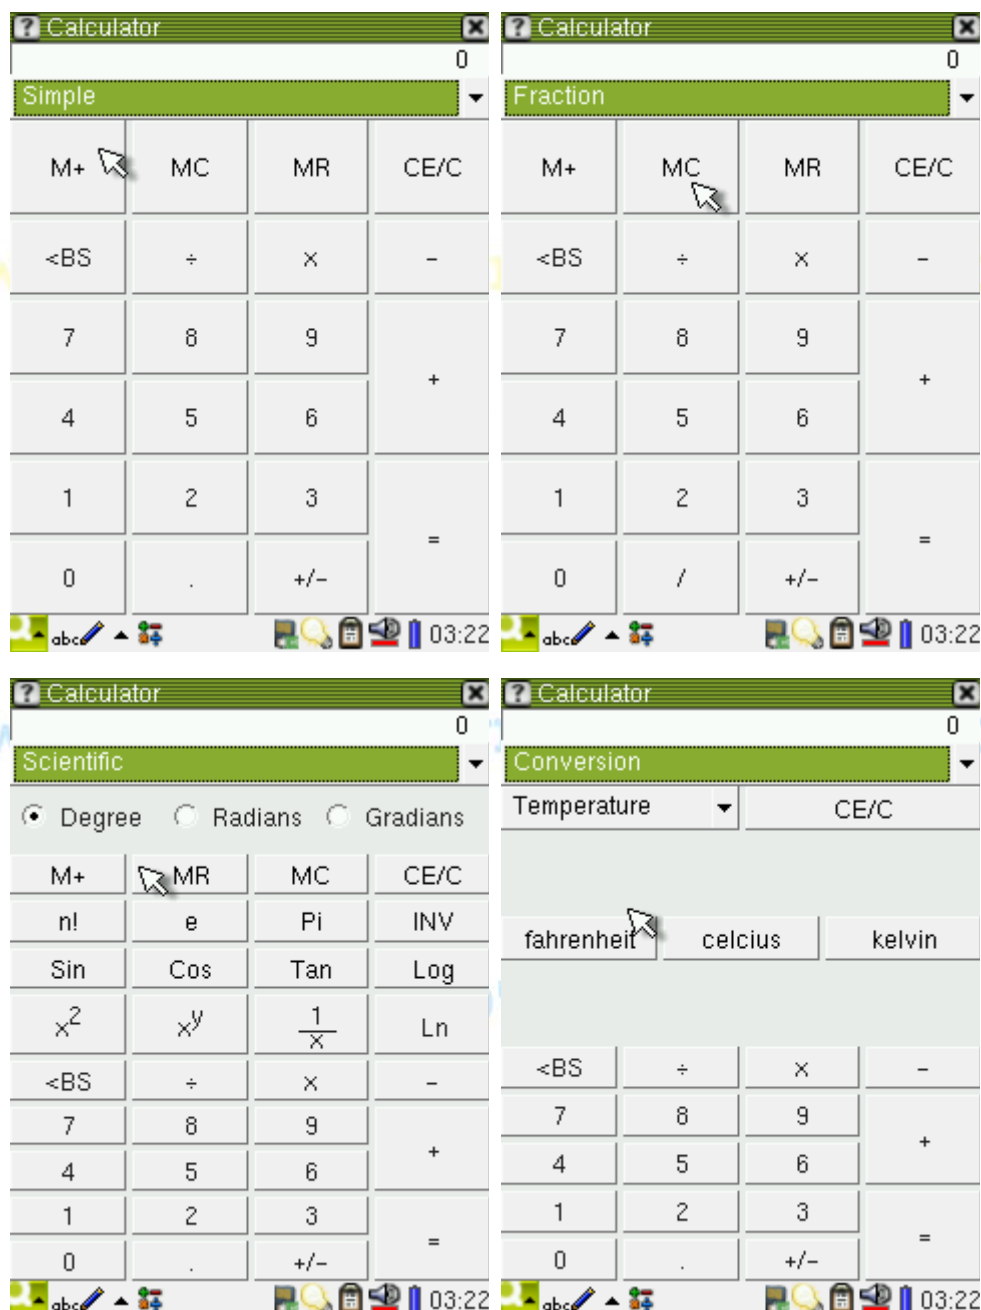 ? Calculator
0
Simple
M+ MC MR CE/C
<BS ÷ × −
7 8 9
+
4 5 6
1 2 3
=
0 . +/−
abc 03:22
? Calculator
0
Fraction
M+ MC MR CE/C
<BS ÷ × −
7 8 9
+
4 5 6
1 2 3
=
0 / +/−
abc 03:22
? Calculator
0
Scientific
Degree Radians Gradians
M+ MR MC CE/C
n! e Pi INV
Sin Cos Tan Log
x² xʸ 1/x Ln
<BS ÷ × −
7 8 9
+
4 5 6
1 2 3
=
0 . +/−
abc 03:22
? Calculator
0
Conversion
Temperature CE/C
fahrenheit celcius kelvin
<BS ÷ × −
7 8 9
+
4 5 6
1 2 3
=
0 . +/−
abc 03:22